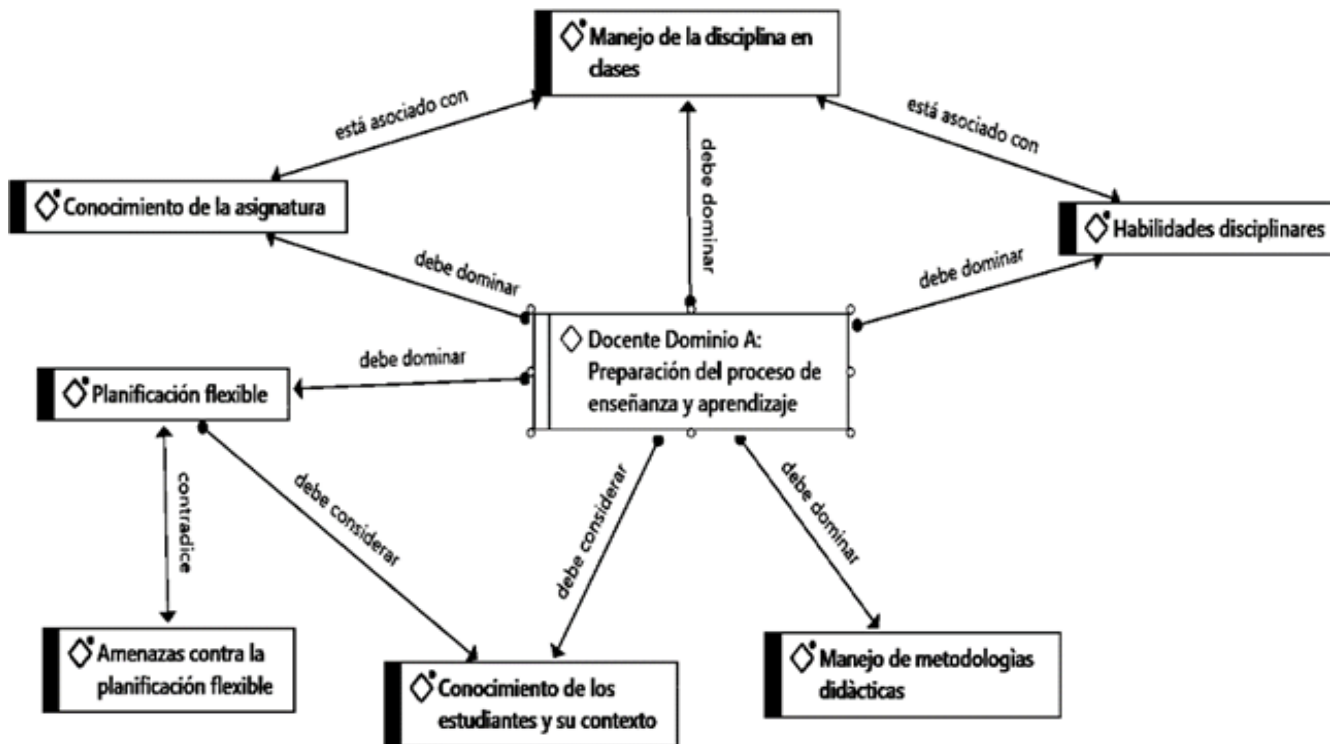 Manejo de la disciplina en
clases
está asociado con
está asociado con
debe dominar
Conocimiento de la asignatura
Habilidades disciplinares
debe dominar
debe dominar
Docente Dominio A:
Preparación del proceso de
enseñanza y aprendizaje
debe dominar
Planificación flexible
contradice
debe considerar
debe considerar
debe dominar
Amenazas contra la
planificación flexible
Conocimiento de los
estudiantes y su contexto
Manejo de metodologìas
didàcticas